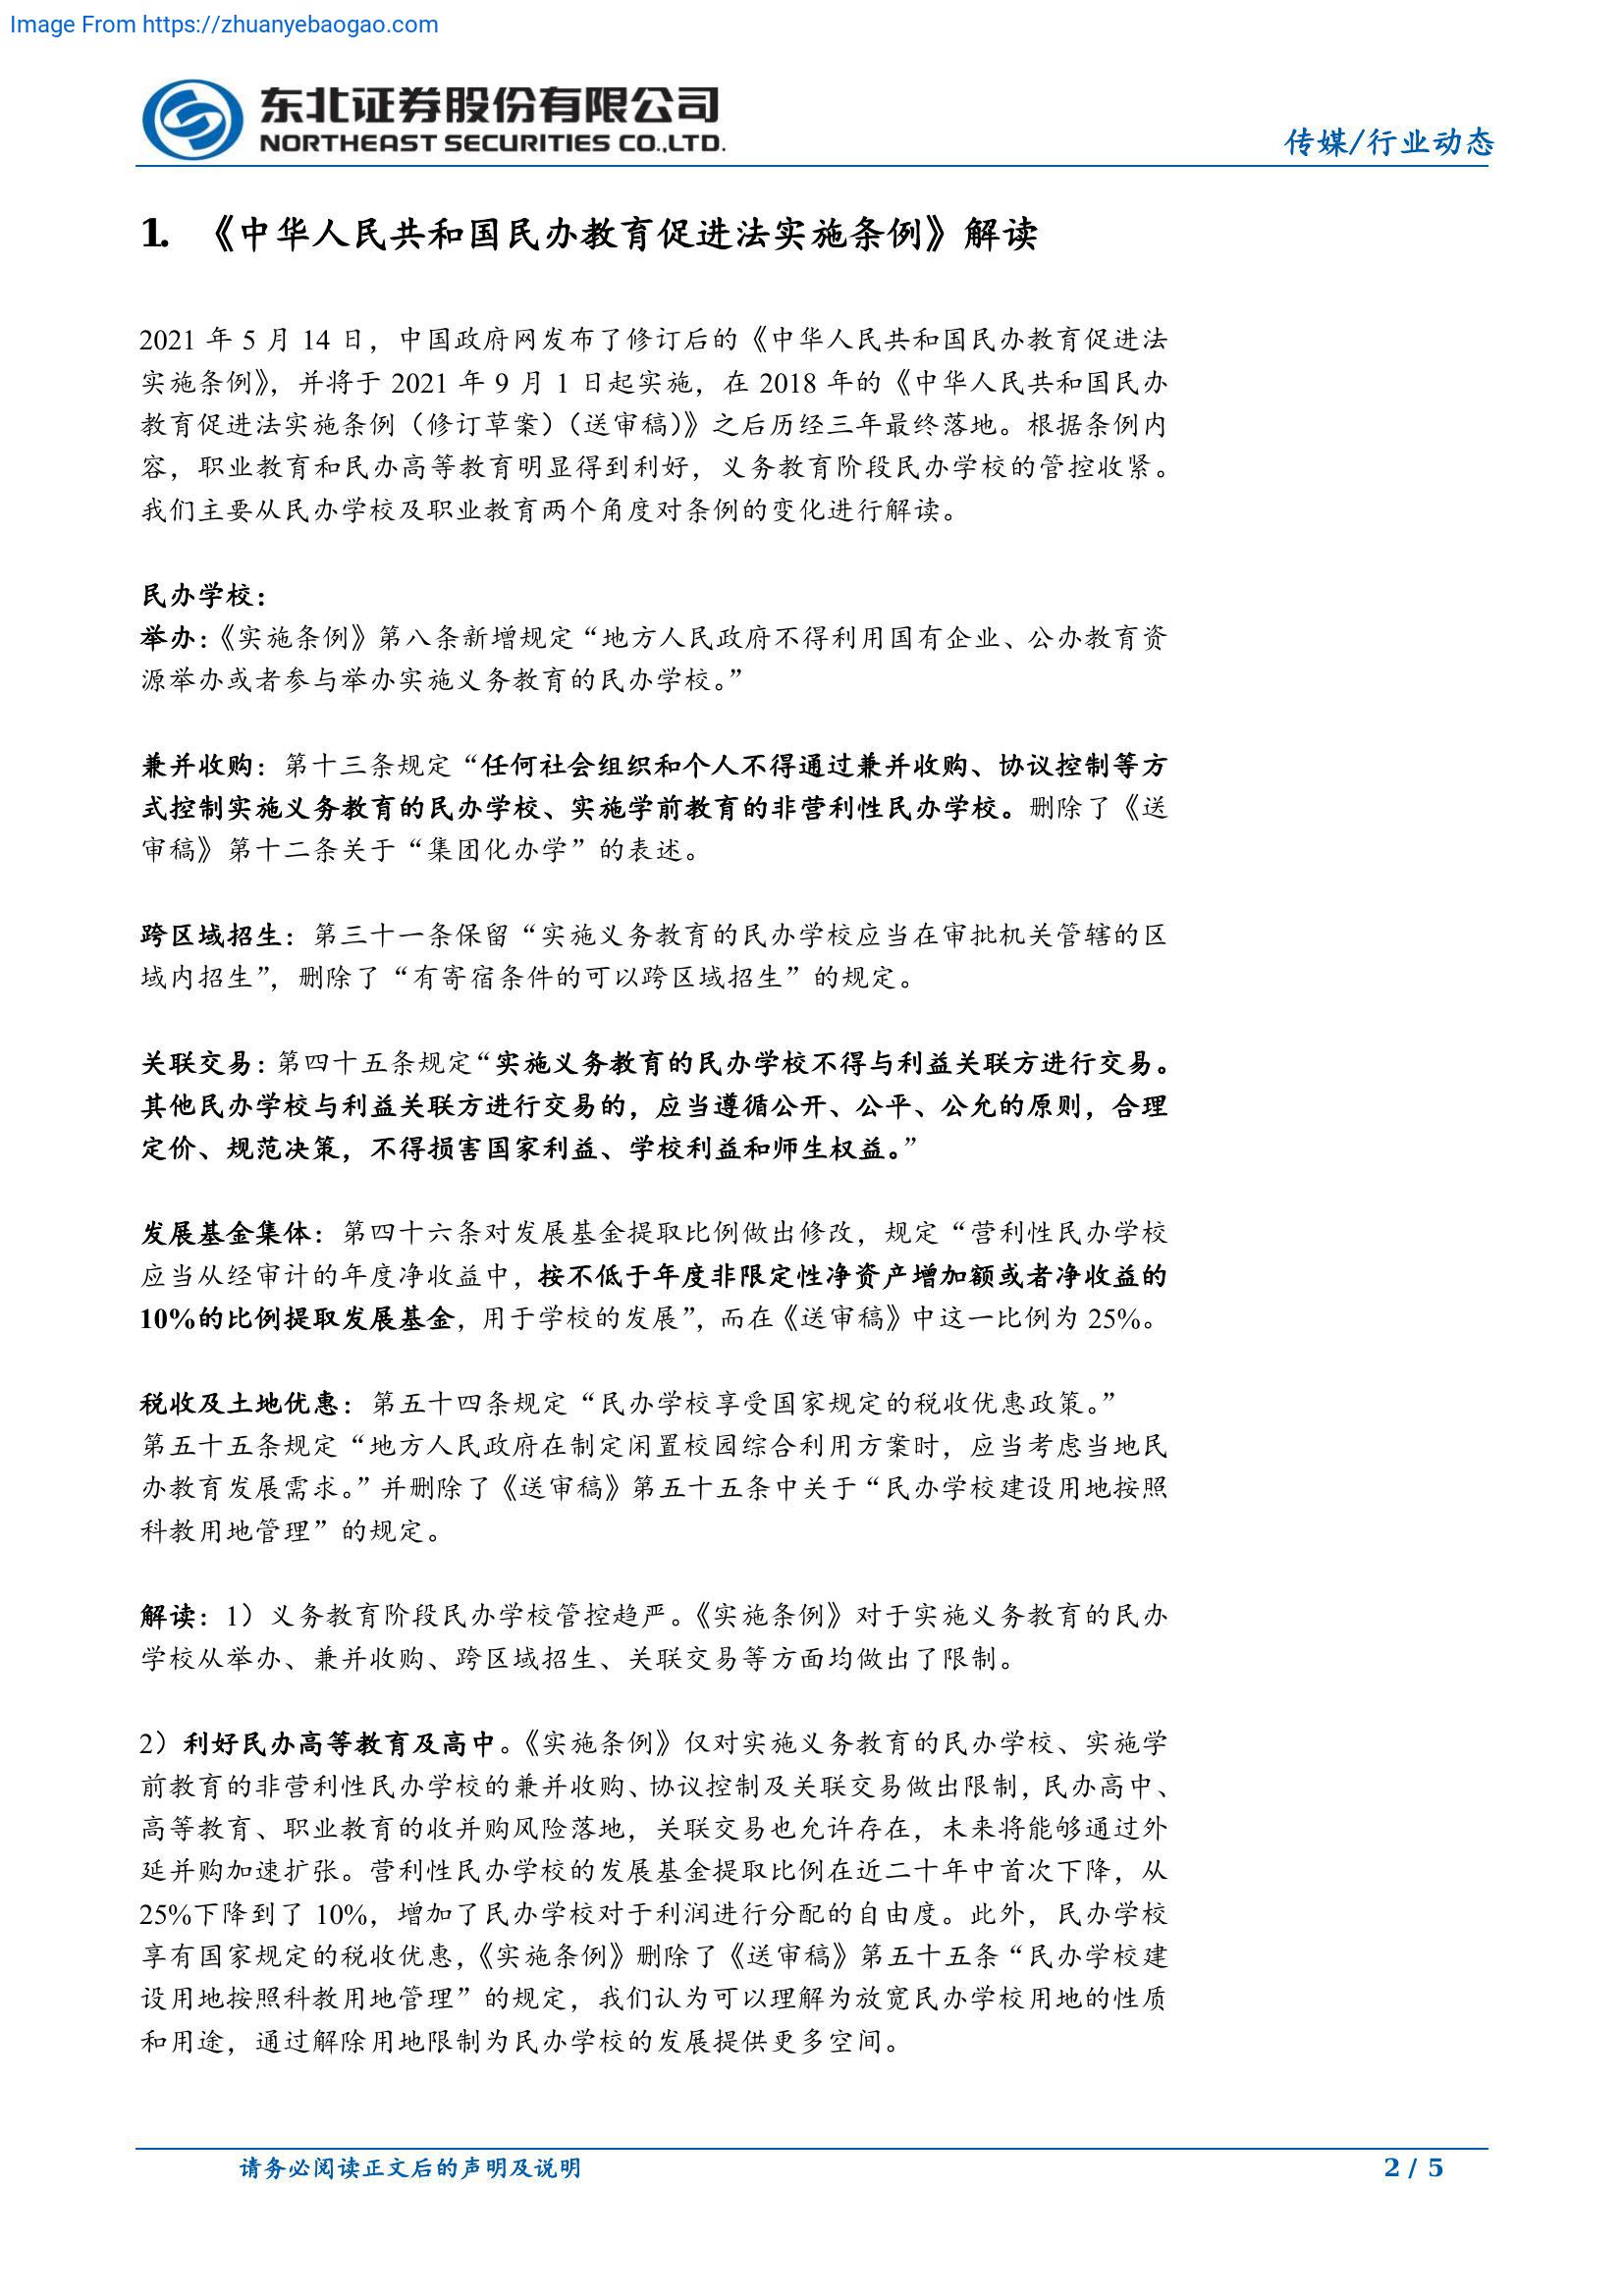 Image From https://zhuanyebaogao.com
东北证券股份有限公司
NORTHEAST SECURITIES CO.,LTD.
传媒/行业动态
1. 《中华人民共和国民办教育促进法实施条例》解读
2021 年 5 月 14 日，中国政府网发布了修订后的《中华人民共和国民办教育促进法
实施条例》，并将于 2021 年 9 月 1 日起实施，在 2018 年的《中华人民共和国民办
教育促进法实施条例（修订草案）（送审稿）》之后历经三年最终落地。根据条例内
容，职业教育和民办高等教育明显得到利好，义务教育阶段民办学校的管控收紧。
我们主要从民办学校及职业教育两个角度对条例的变化进行解读。
民办学校：
举办：《实施条例》第八条新增规定“地方人民政府不得利用国有企业、公办教育资
源举办或者参与举办实施义务教育的民办学校。”
兼并收购：第十三条规定“任何社会组织和个人不得通过兼并收购、协议控制等方
式控制实施义务教育的民办学校、实施学前教育的非营利性民办学校。删除了《送
审稿》第十二条关于“集团化办学”的表述。
跨区域招生：第三十一条保留“实施义务教育的民办学校应当在审批机关管辖的区
域内招生”，删除了“有寄宿条件的可以跨区域招生”的规定。
关联交易：第四十五条规定“实施义务教育的民办学校不得与利益关联方进行交易。
其他民办学校与利益关联方进行交易的，应当遵循公开、公平、公允的原则，合理
定价、规范决策，不得损害国家利益、学校利益和师生权益。”
发展基金集体：第四十六条对发展基金提取比例做出修改，规定“营利性民办学校
应当从经审计的年度净收益中，按不低于年度非限定性净资产增加额或者净收益的
10%的比例提取发展基金，用于学校的发展”，而在《送审稿》中这一比例为 25%。
税收及土地优惠：第五十四条规定“民办学校享受国家规定的税收优惠政策。”
第五十五条规定“地方人民政府在制定闲置校园综合利用方案时，应当考虑当地民
办教育发展需求。”并删除了《送审稿》第五十五条中关于“民办学校建设用地按照
科教用地管理”的规定。
解读：1）义务教育阶段民办学校管控趋严。《实施条例》对于实施义务教育的民办
学校从举办、兼并收购、跨区域招生、关联交易等方面均做出了限制。
2）利好民办高等教育及高中。《实施条例》仅对实施义务教育的民办学校、实施学
前教育的非营利性民办学校的兼并收购、协议控制及关联交易做出限制，民办高中、
高等教育、职业教育的收并购风险落地，关联交易也允许存在，未来将能够通过外
延并购加速扩张。营利性民办学校的发展基金提取比例在近二十年中首次下降，从
25%下降到了 10%，增加了民办学校对于利润进行分配的自由度。此外，民办学校
享有国家规定的税收优惠，《实施条例》删除了《送审稿》第五十五条“民办学校建
设用地按照科教用地管理”的规定，我们认为可以理解为放宽民办学校用地的性质
和用途，通过解除用地限制为民办学校的发展提供更多空间。
请务必阅读正文后的声明及说明
2 / 5